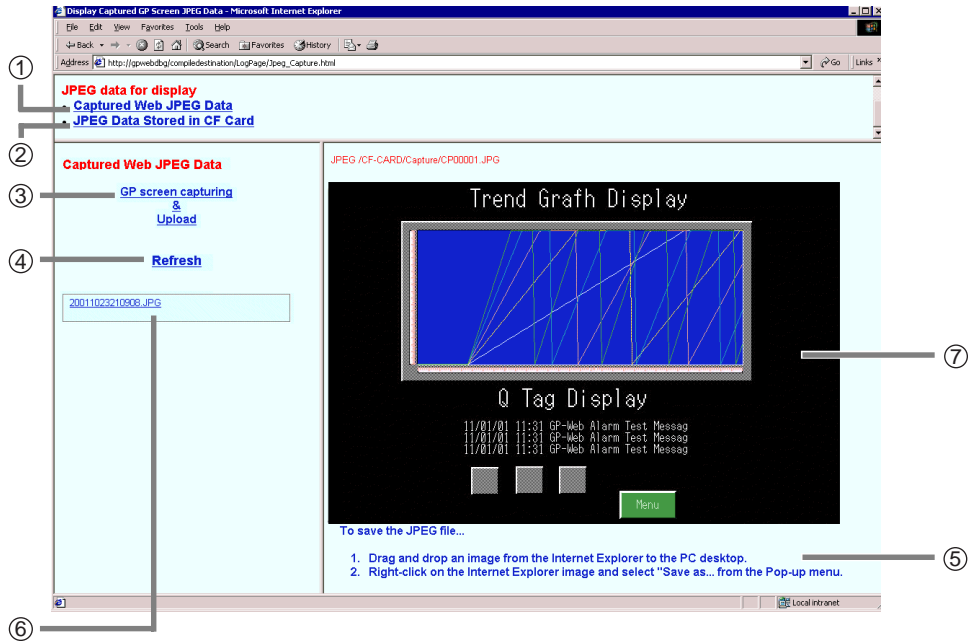 Display Captured GP Screen JPEG Data - Microsoft Internet Explorer
File Edit View Favorites Tools Help
Back Search Favorites History
Address http://gpwebdbg/compiledestination/LogPage/Jpeg_Capture.html Go Links »
① JPEG data for display
• Captured Web JPEG Data
② • JPEG Data Stored in CF Card
Captured Web JPEG Data
③ GP screen capturing
&
Upload
④ Refresh
20011023210908.JPG
⑥
JPEG /CF-CARD/Capture/CP00001.JPG
Trend Grafh Display
⑦
Q Tag Display
11/01/01 11:31 GP-Web Alarm Test Messag
11/01/01 11:31 GP-Web Alarm Test Messag
11/01/01 11:31 GP-Web Alarm Test Messag
Menu
To save the JPEG file...
1. Drag and drop an image from the Internet Explorer to the PC desktop. ⑤
2. Right-click on the Internet Explorer image and select "Save as... from the Pop-up menu.
Local intranet